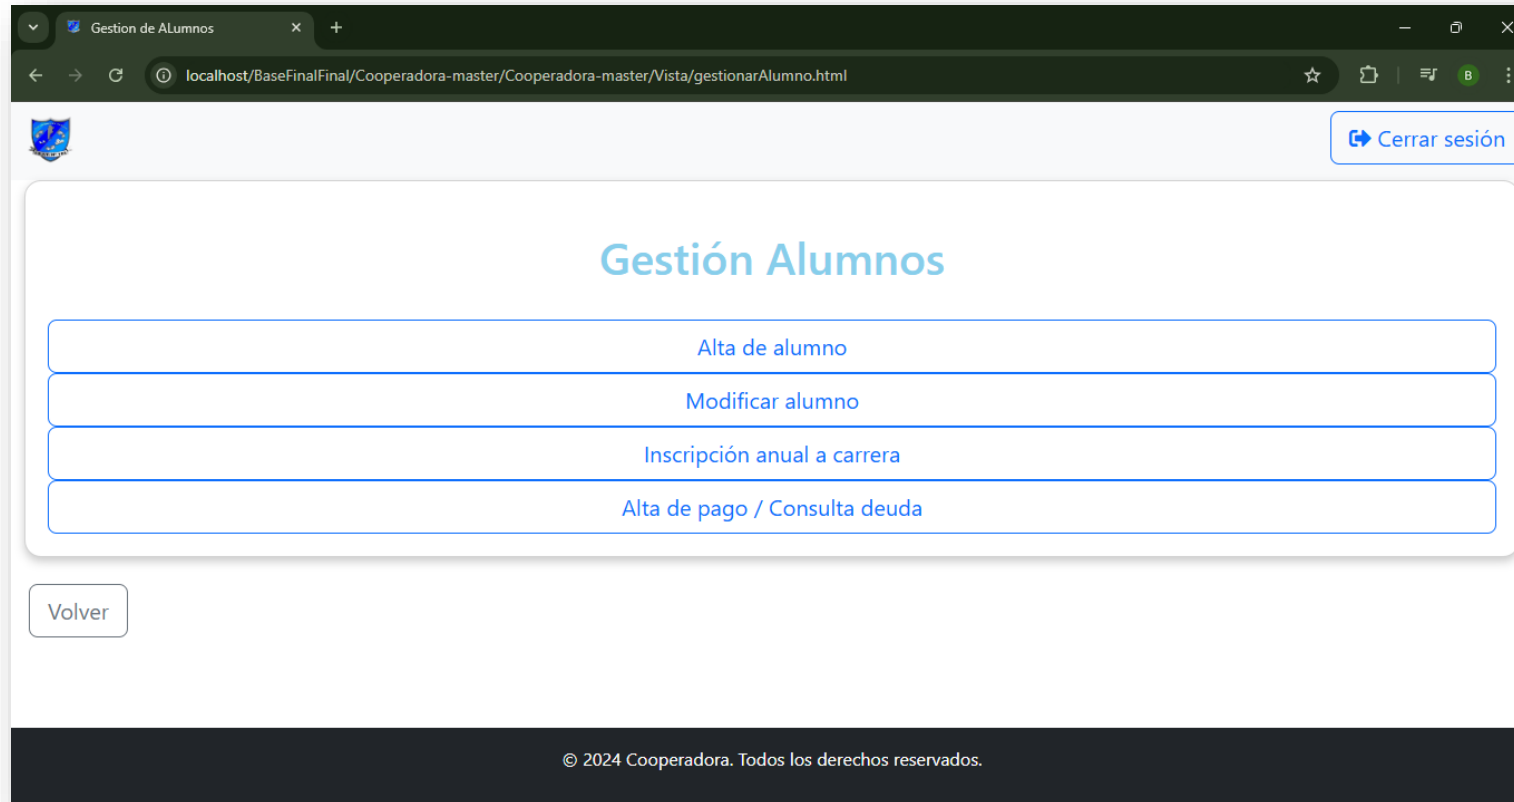 Gestion de ALumnos
localhost/BaseFinalFinal/Cooperadora-master/Cooperadora-master/Vista/gestionarAlumno.html
B
Cerrar sesión
Gestión Alumnos
Alta de alumno
Modificar alumno
Inscripción anual a carrera
Alta de pago / Consulta deuda
Volver
© 2024 Cooperadora. Todos los derechos reservados.